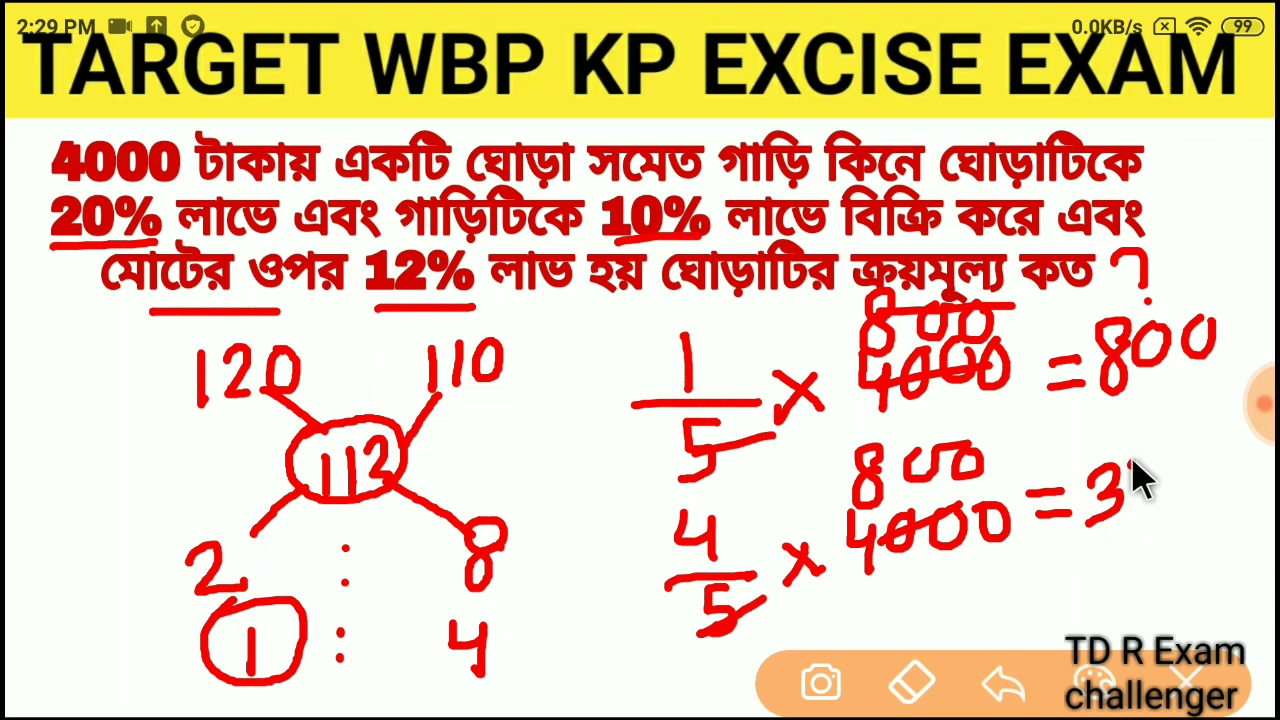 2:29 PM 0.0KB/s 99
TARGET WBP KP EXCISE EXAM
4000 টাকায় একটি ঘোড়া সমেত গাড়ি কিনে ঘোড়াটিকে
20% লাভে এবং গাড়িটিকে 10% লাভে বিক্রি করে এবং
মোটের ওপর 12% লাভ হয় ঘোড়াটির ক্রয়মূল্য কত ?
120 110
112
2 : 8
1 : 4
800
1/5 × 4000 = 800
800
4/5 × 4000 = 3
TD R Exam
challenger